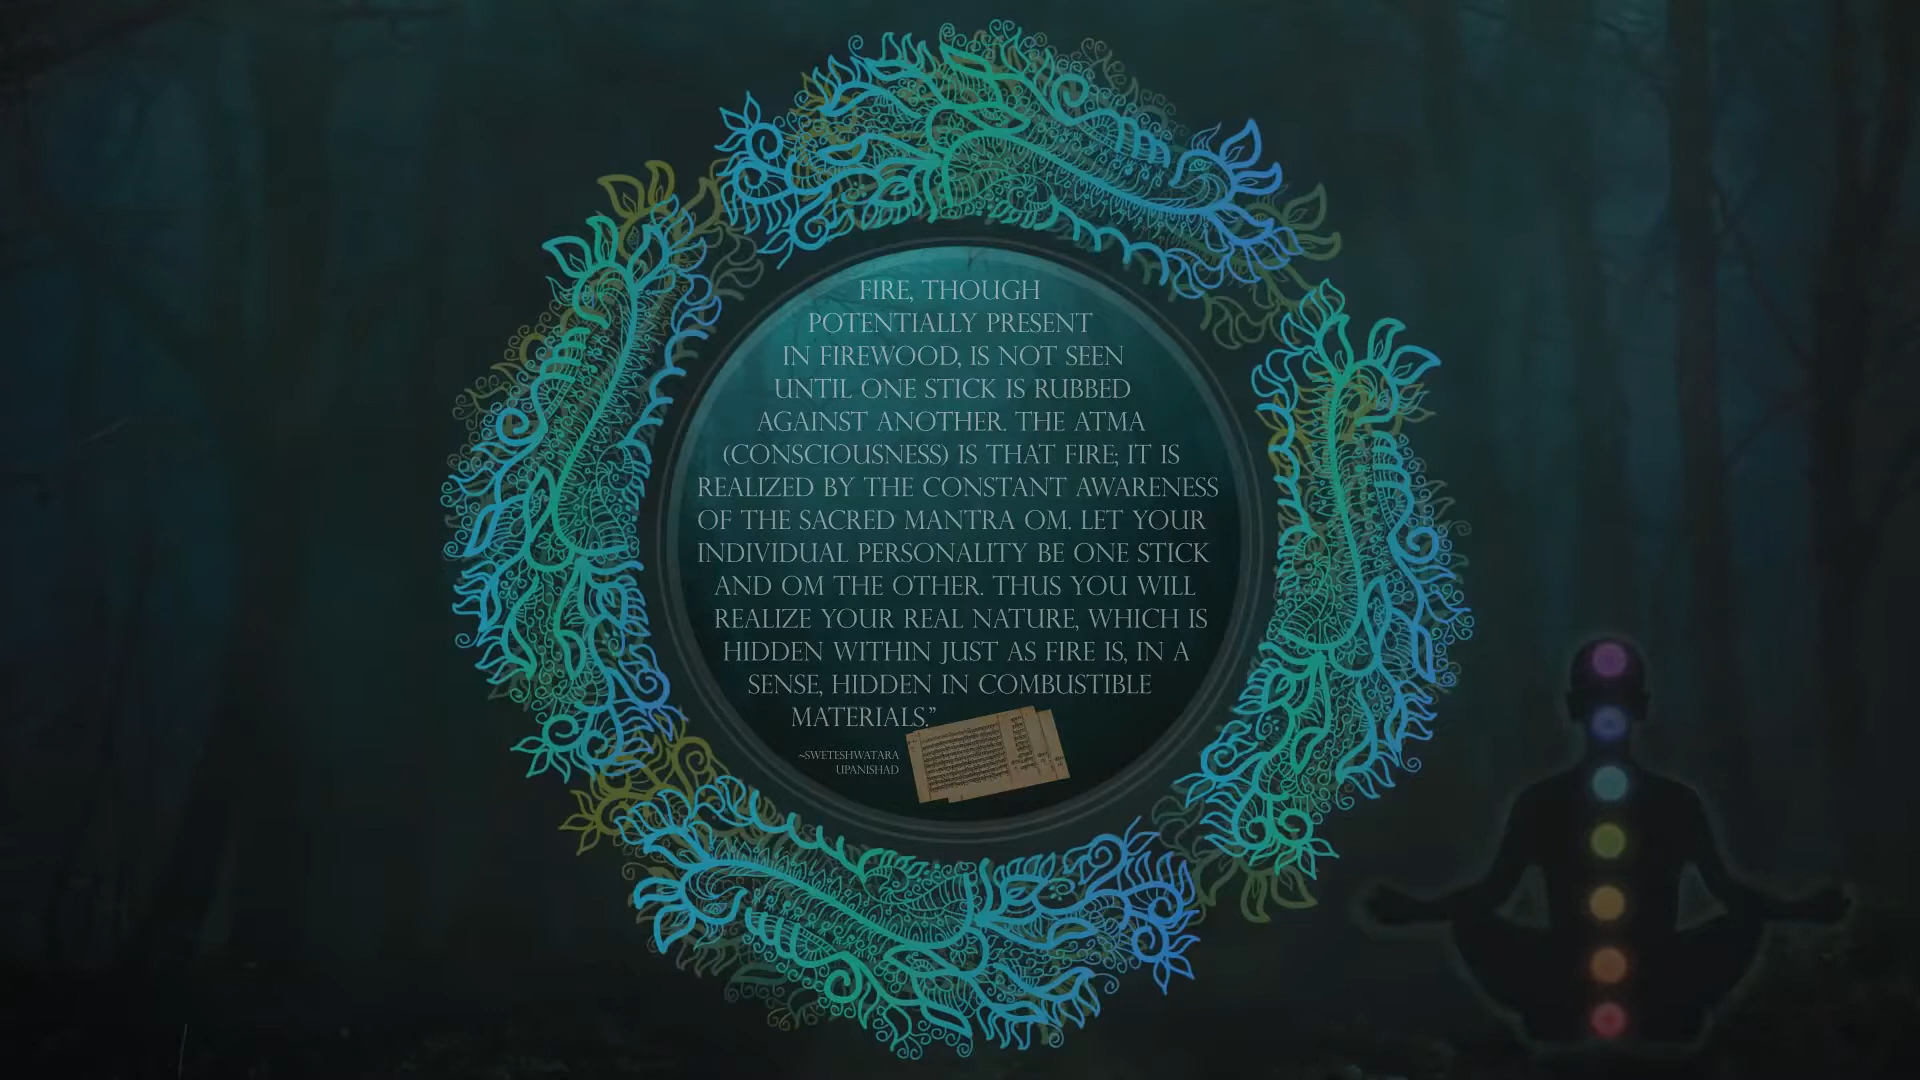 FIRE, THOUGH
POTENTIALLY PRESENT
IN FIREWOOD, IS NOT SEEN
UNTIL ONE STICK IS RUBBED
AGAINST ANOTHER. THE ATMA
(CONSCIOUSNESS) IS THAT FIRE; IT IS
REALIZED BY THE CONSTANT AWARENESS
OF THE SACRED MANTRA OM. LET YOUR
INDIVIDUAL PERSONALITY BE ONE STICK
AND OM THE OTHER. THUS YOU WILL
REALIZE YOUR REAL NATURE, WHICH IS
HIDDEN WITHIN JUST AS FIRE IS, IN A
SENSE, HIDDEN IN COMBUSTIBLE
MATERIALS.”
~SWETESHWATARA
UPANISHAD